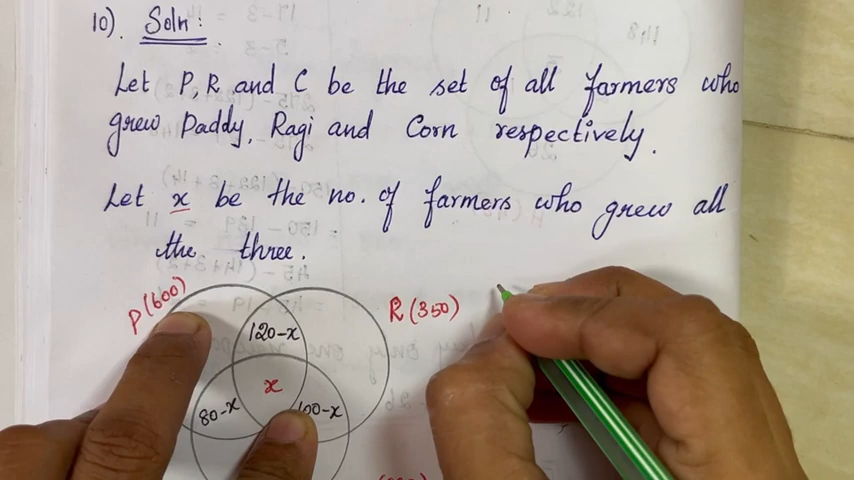 10). Soln:
Let P, R and C be the set of all farmers who
grew Paddy, Ragi and Corn respectively.
Let x be the no. of farmers who grew all
the three.
P(600)
R(350)
120-x
x
80-x
100-x